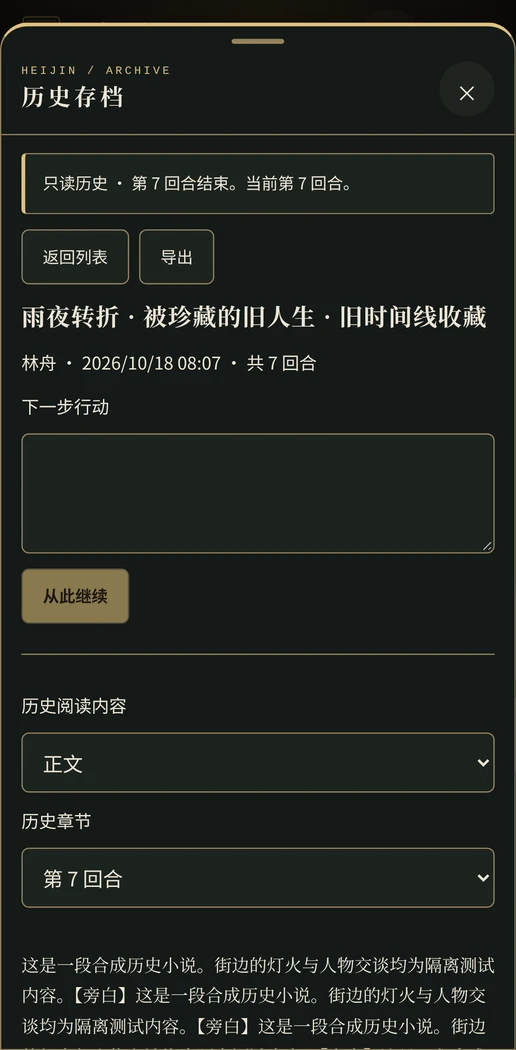 HEIJIN / ARCHIVE
历史存档
只读历史 · 第 7 回合结束。当前第 7 回合。
返回列表
导出
雨夜转折 · 被珍藏的旧人生 · 旧时间线收藏
林舟 · 2026/10/18 08:07 · 共 7 回合
下一步行动
从此继续
历史阅读内容
正文
历史章节
第 7 回合
这是一段合成历史小说。街边的灯火与人物交谈均为隔离测试
内容。【旁白】这是一段合成历史小说。街边的灯火与人物交
谈均为隔离测试内容。【旁白】这是一段合成历史小说。街边